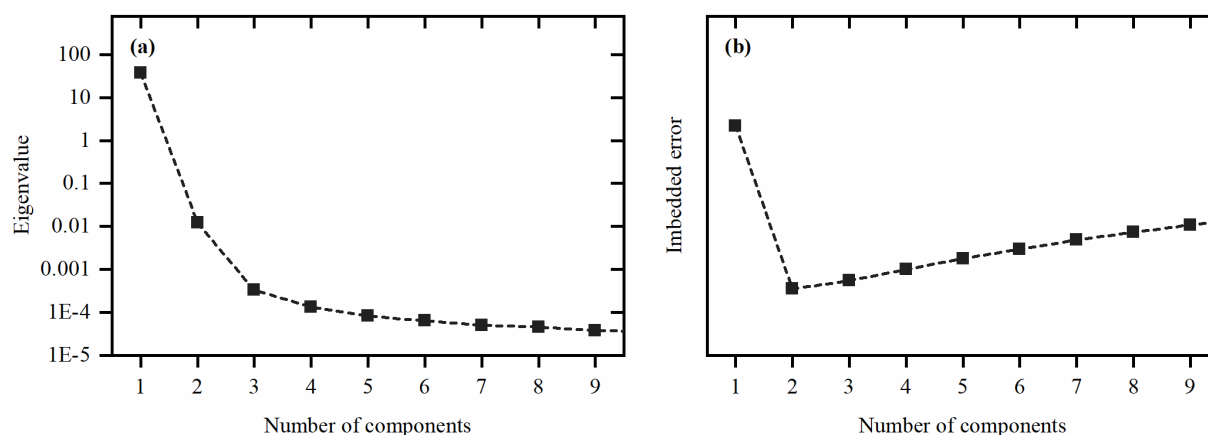 (a)
Eigenvalue
100
10
1
0.1
0.01
0.001
1E-4
1E-5
1 2 3 4 5 6 7 8 9
Number of components
(b)
Imbedded error
1 2 3 4 5 6 7 8 9
Number of components